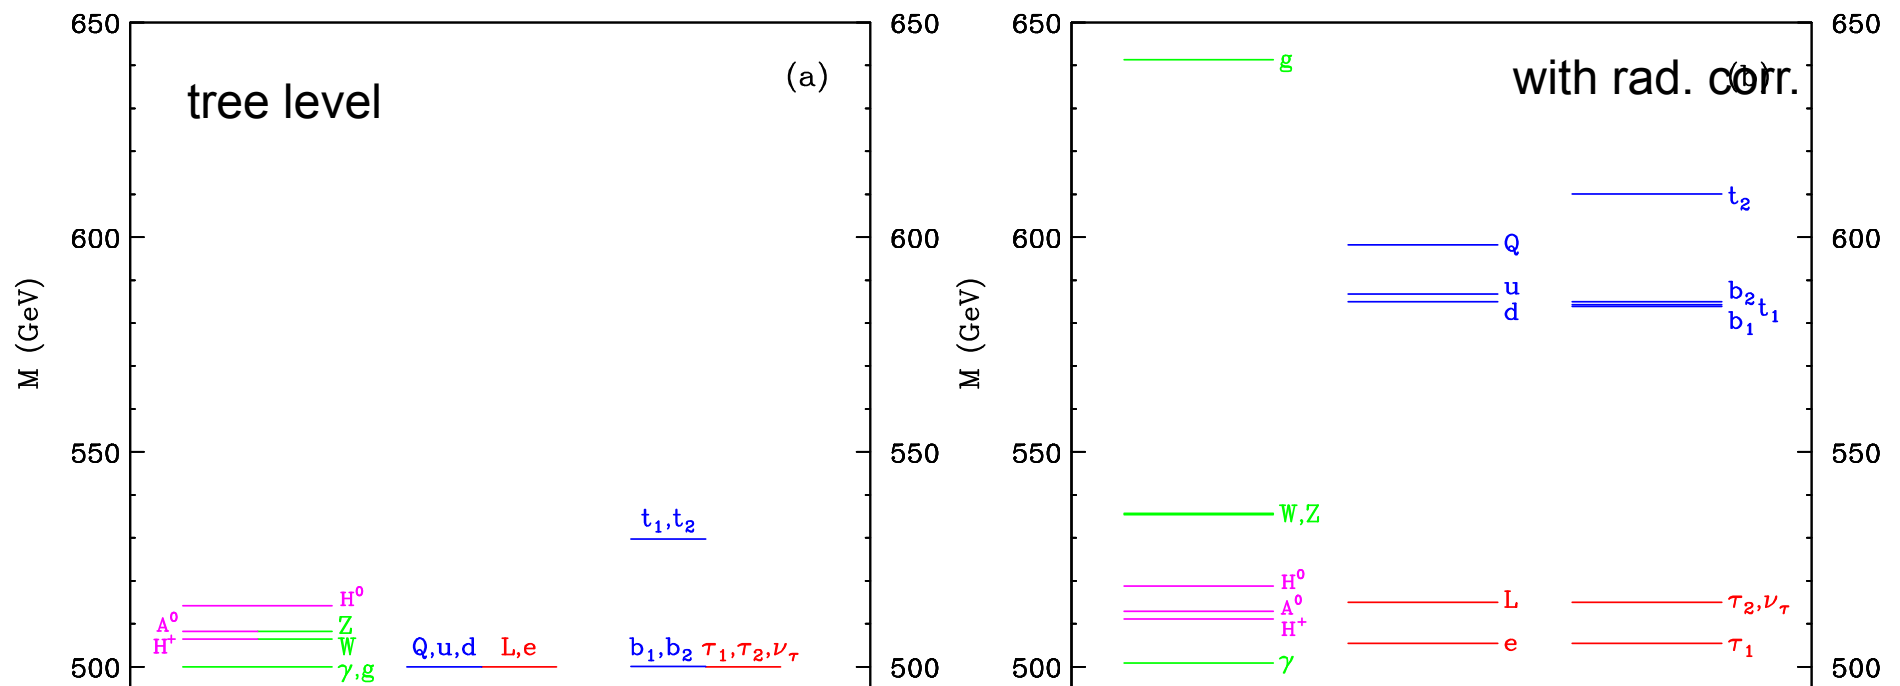 650
600
550
500
M (GeV)
tree level
(a)
t₁,t₂
H⁰
A⁰
Z
H⁺
W
γ,g
Q,u,d
L,e
b₁,b₂
τ₁,τ₂,ν_τ
650
600
550
500
M (GeV)
650
600
550
500
with rad. corr.
(b)
g
t₂
Q
u
d
b₂
t₁
b₁
W,Z
H⁰
A⁰
H⁺
L
τ₂,ν_τ
e
τ₁
γ
650
600
550
500